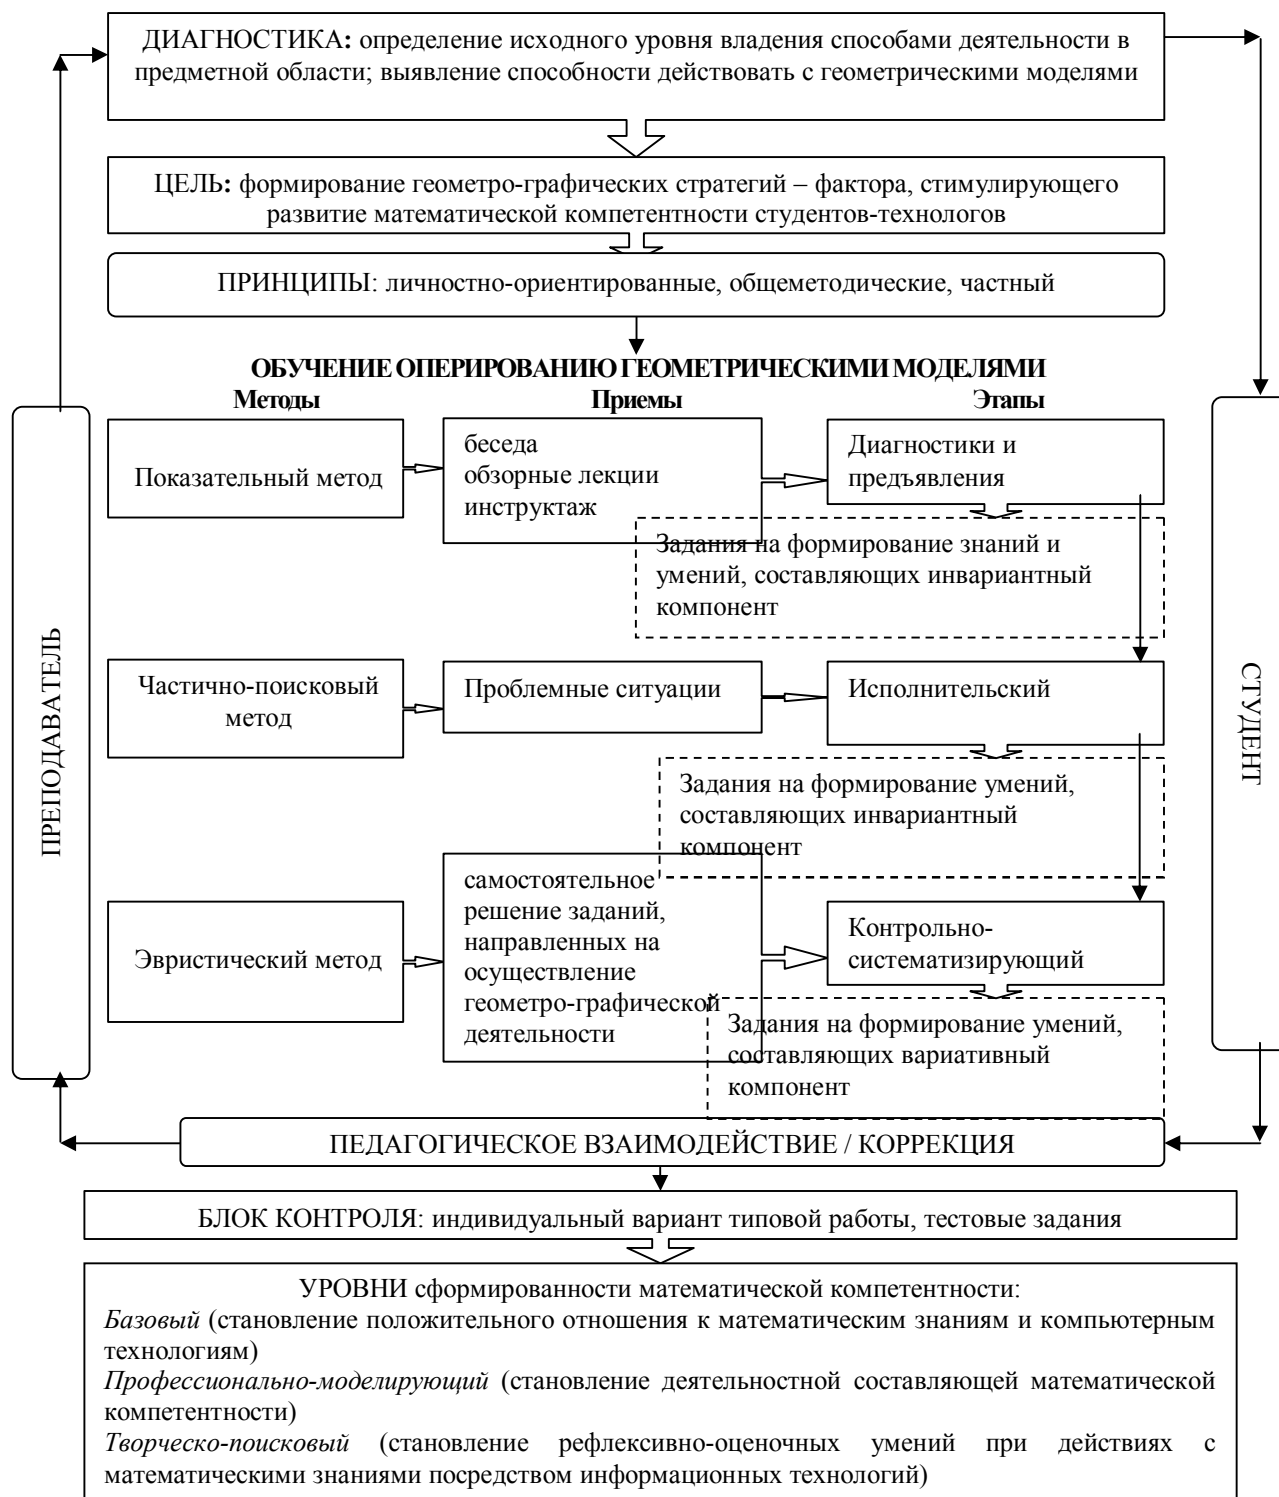 ДИАГНОСТИКА: определение исходного уровня владения способами деятельности в
предметной области; выявление способности действовать с геометрическими моделями
ЦЕЛЬ: формирование геометро-графических стратегий – фактора, стимулирующего
развитие математической компетентности студентов-технологов
ПРИНЦИПЫ: личностно-ориентированные, общеметодические, частный
ОБУЧЕНИЕ ОПЕРИРОВАНИЮ ГЕОМЕТРИЧЕСКИМИ МОДЕЛЯМИ
Методы
Приемы
Этапы
Показательный метод
беседа
обзорные лекции
инструктаж
Диагностики и
предъявления
Задания на формирование знаний и
умений, составляющих инвариантный
компонент
ПРЕПОДАВАТЕЛЬ
СТУДЕНТ
Частично-поисковый
метод
Проблемные ситуации
Исполнительский
Задания на формирование умений,
составляющих инвариантный
компонент
Эвристический метод
самостоятельное
решение заданий,
направленных на
осуществление
геометро-графической
деятельности
Контрольно-
систематизирующий
Задания на формирование умений,
составляющих вариативный
компонент
ПЕДАГОГИЧЕСКОЕ ВЗАИМОДЕЙСТВИЕ / КОРРЕКЦИЯ
БЛОК КОНТРОЛЯ: индивидуальный вариант типовой работы, тестовые задания
УРОВНИ сформированности математической компетентности:
Базовый (становление положительного отношения к математическим знаниям и компьютерным
технологиям)
Профессионально-моделирующий (становление деятельностной составляющей математической
компетентности)
Творческо-поисковый (становление рефлексивно-оценочных умений при действиях с
математическими знаниями посредством информационных технологий)